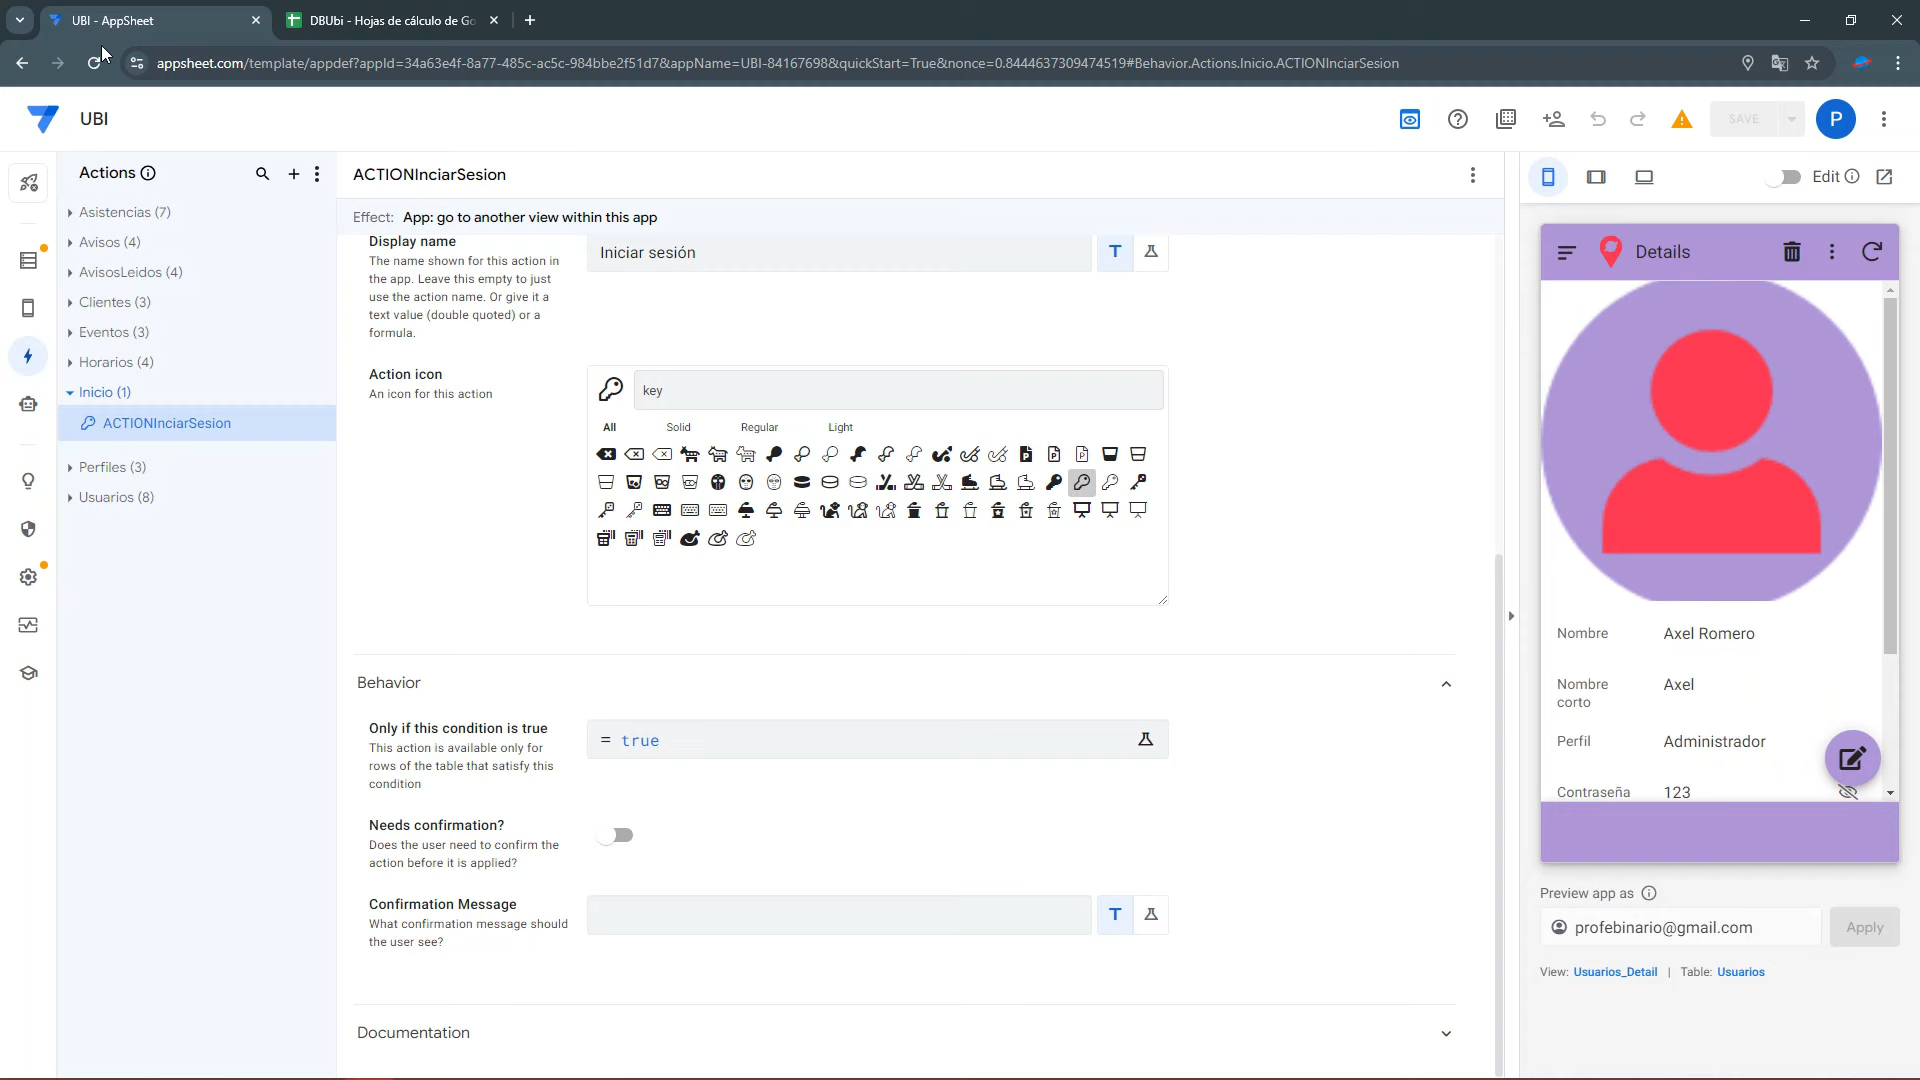 UBI - AppSheet
DBUbi - Hojas de cálculo de Go
appsheet.com/template/appdef?appId=34a63e4f-8a77-485c-ac5c-984bbe2f51d7&appName=UBI-84167698&quickStart=True&nonce=0.8444637309474519#Behavior.Actions.Inicio.ACTIONInciarSesion
UBI
SAVE
P
Actions
Asistencias (7)
Avisos (4)
AvisosLeidos (4)
Clientes (3)
Eventos (3)
Horarios (4)
Inicio (1)
ACTIONInciarSesion
Perfiles (3)
Usuarios (8)
ACTIONInciarSesion
Effect: App: go to another view within this app
Display name
The name shown for this action in
the app. Leave this empty to just
use the action name. Or give it a
text value (double quoted) or a
formula.
Iniciar sesión
T
Action icon
An icon for this action
key
All Solid Regular Light
Behavior
Only if this condition is true
This action is available only for
rows of the table that satisfy this
condition
= true
Needs confirmation?
Does the user need to confirm the
action before it is applied?
Confirmation Message
What confirmation message should
the user see?
T
Documentation
Edit
Details
Nombre Axel Romero
Nombre
corto
Axel
Perfil Administrador
Contraseña 123
Preview app as
profebinario@gmail.com
Apply
View: Usuarios_Detail | Table: Usuarios